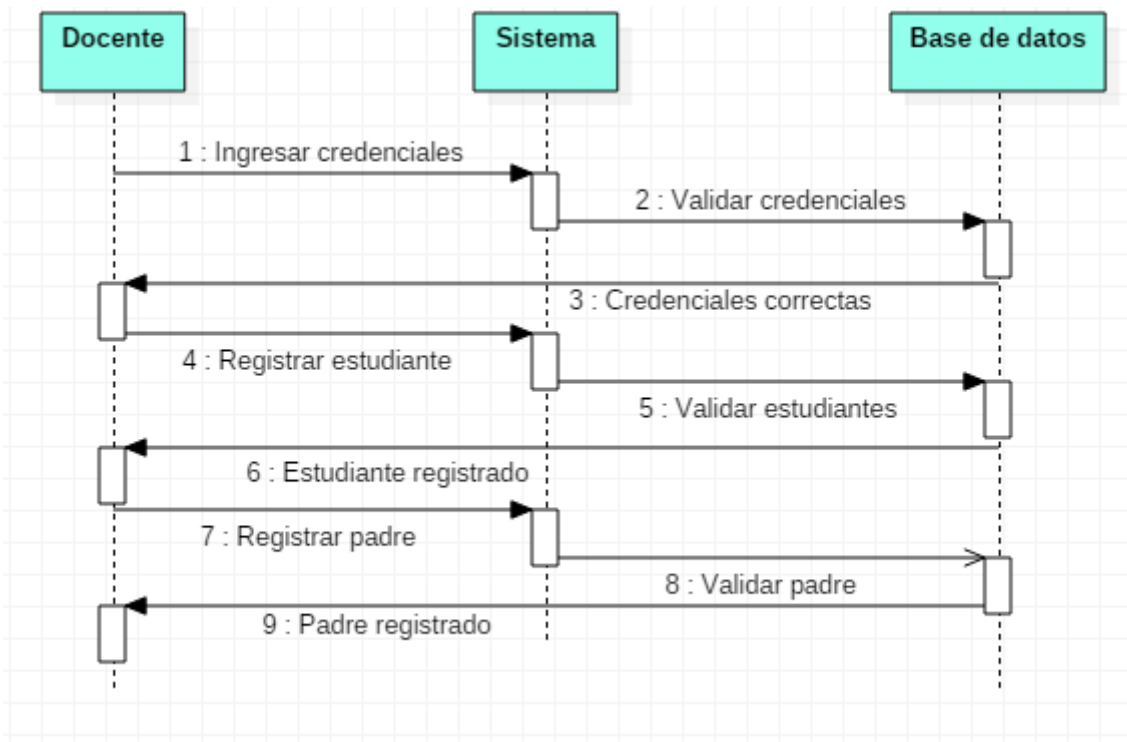 Docente
Sistema
Base de datos
1 : Ingresar credenciales
2 : Validar credenciales
3 : Credenciales correctas
4 : Registrar estudiante
5 : Validar estudiantes
6 : Estudiante registrado
7 : Registrar padre
8 : Validar padre
9 : Padre registrado